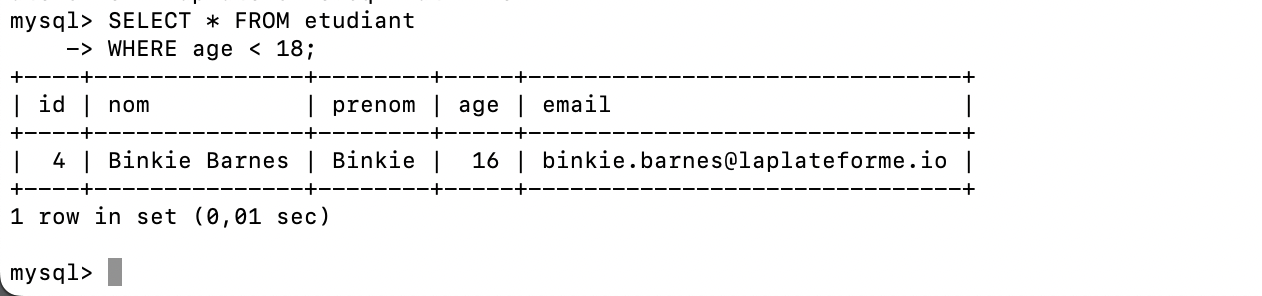 mysql> SELECT * FROM etudiant
    -> WHERE age < 18;
+----+---------------+--------+-----+-------------------------------+
| id | nom           | prenom | age | email                         |
+----+---------------+--------+-----+-------------------------------+
|  4 | Binkie Barnes | Binkie |  16 | binkie.barnes@laplateforme.io |
+----+---------------+--------+-----+-------------------------------+
1 row in set (0,01 sec)
mysql>